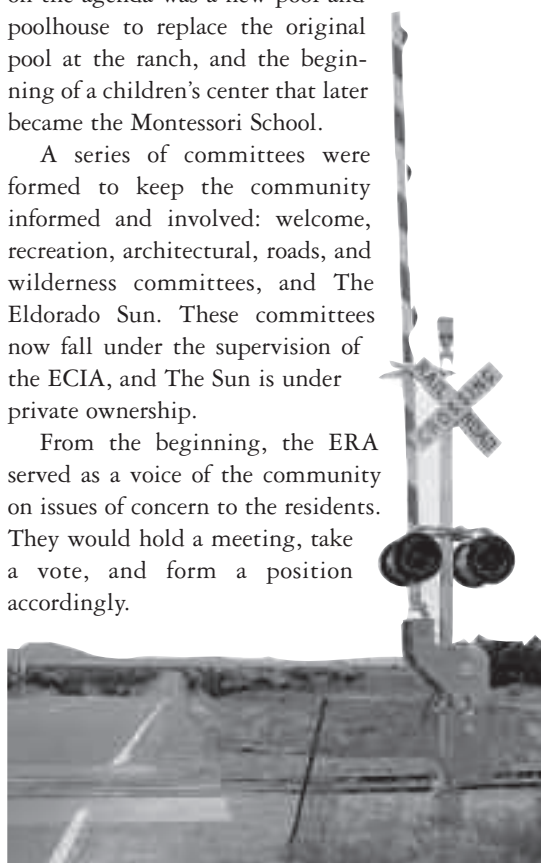 on the agenda was a new pool and
poolhouse to replace the original
pool at the ranch, and the begin-
ning of a children's center that later
became the Montessori School.
A series of committees were
formed to keep the community
informed and involved: welcome,
recreation, architectural, roads, and
wilderness committees, and The
Eldorado Sun. These committees
now fall under the supervision of
the ECIA, and The Sun is under
private ownership.
From the beginning, the ERA
served as a voice of the community
on issues of concern to the residents.
They would hold a meeting, take
a vote, and form a position
accordingly.